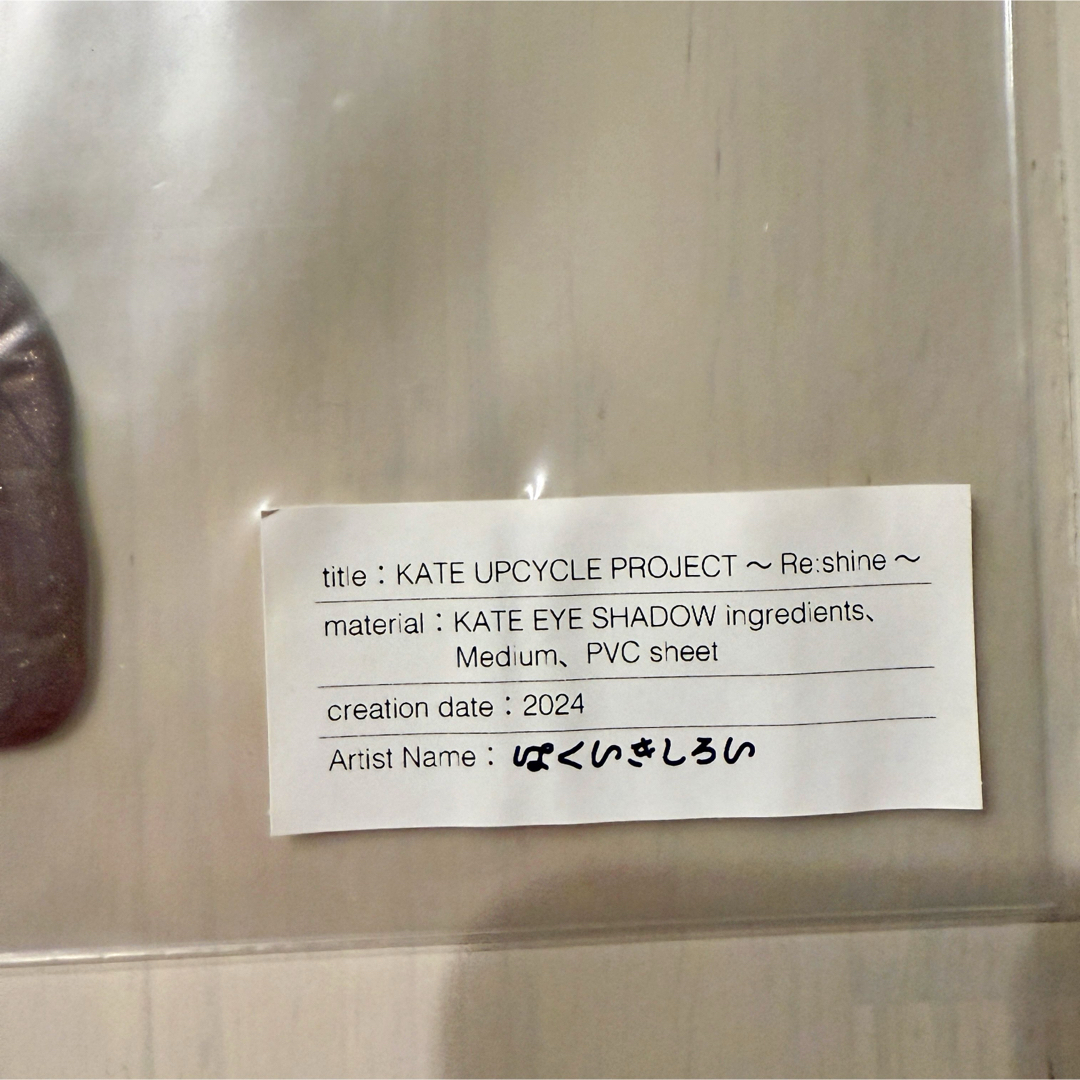 title：KATE UPCYCLE PROJECT 〜 Re:shine 〜
material：KATE EYE SHADOW ingredients、
Medium、PVC sheet
creation date：2024
Artist Name：ぱくいきしろい